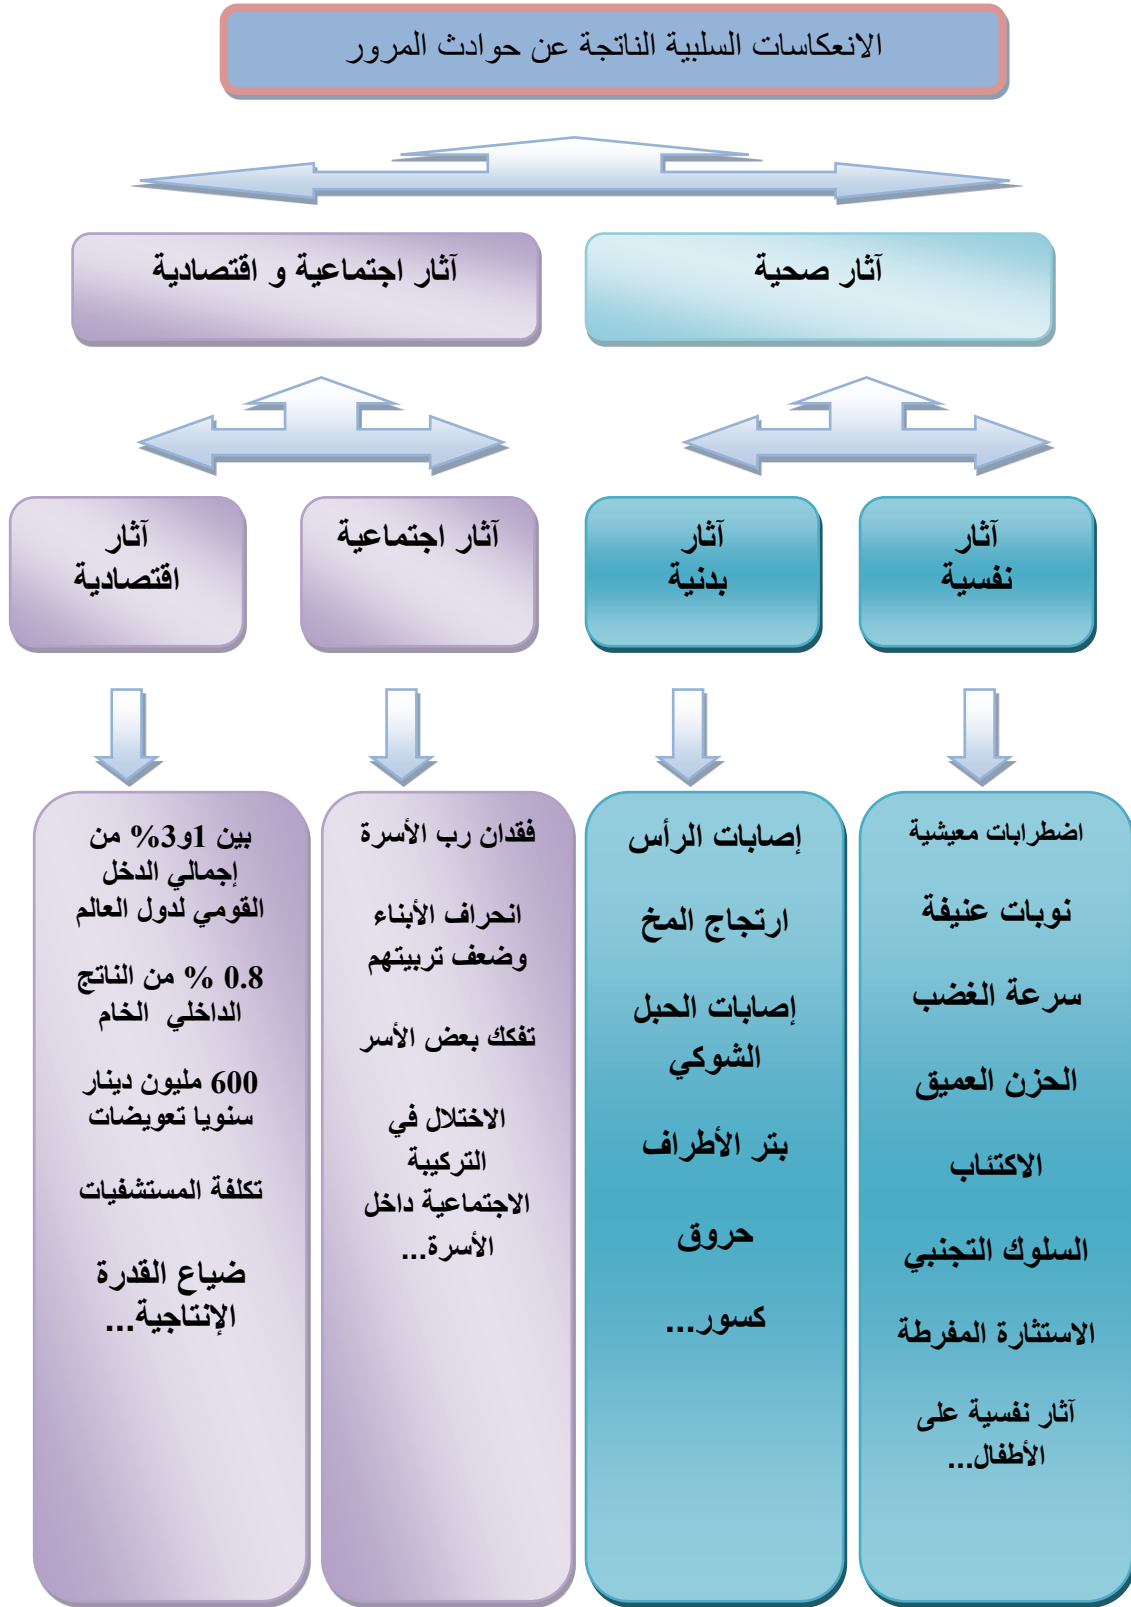 الانعكاسات السلبية الناتجة عن حوادث المرور
آثار صحية
آثار اجتماعية و اقتصادية
آثار
نفسية
آثار
بدنية
آثار اجتماعية
آثار
اقتصادية
اضطرابات معيشية
نوبات عنيفة
سرعة الغضب
الحزن العميق
الاكتئاب
السلوك التجنبي
الاستثارة المفرطة
آثار نفسية على
الأطفال...
إصابات الرأس
ارتجاج المخ
إصابات الحبل
الشوكي
بتر الأطراف
حروق
كسور...
فقدان رب الأسرة
انحراف الأبناء
وضعف تربيتهم
تفكك بعض الأسر
الاختلال في
التركيبة
الاجتماعية داخل
الأسرة...
بين 1و3% من
إجمالي الدخل
القومي لدول العالم
0.8 % من الناتج
الداخلي الخام
600 مليون دينار
سنويا تعويضات
تكلفة المستشفيات
ضياع القدرة
الإنتاجية...